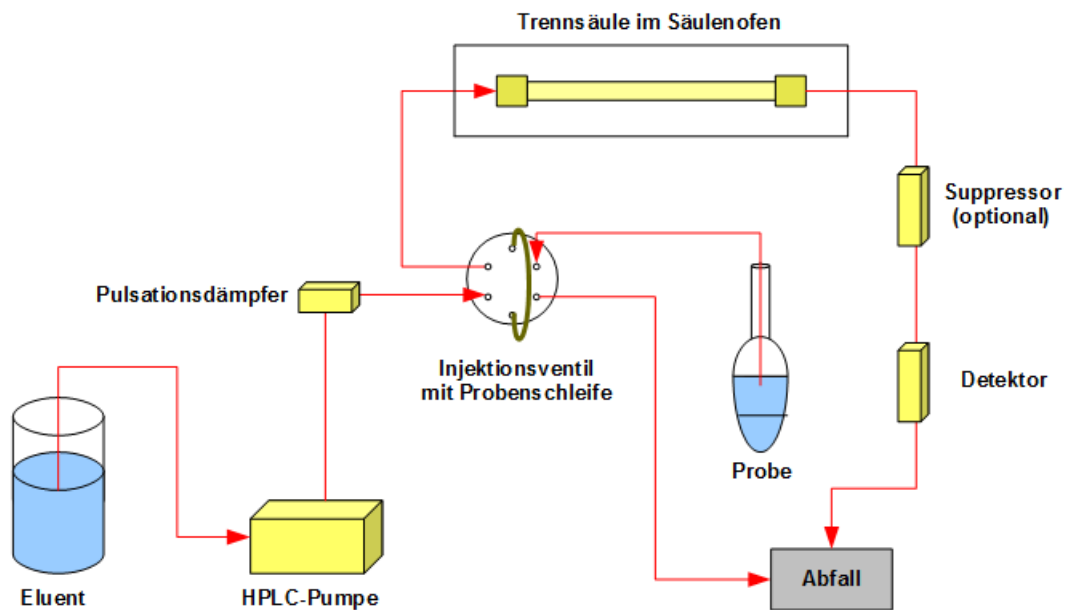 Trennsäule im Säulenofen
Suppressor
(optional)
Pulsationsdämpfer
Injektionsventil
mit Probenschleife
Detektor
Probe
Eluent
HPLC-Pumpe
Abfall